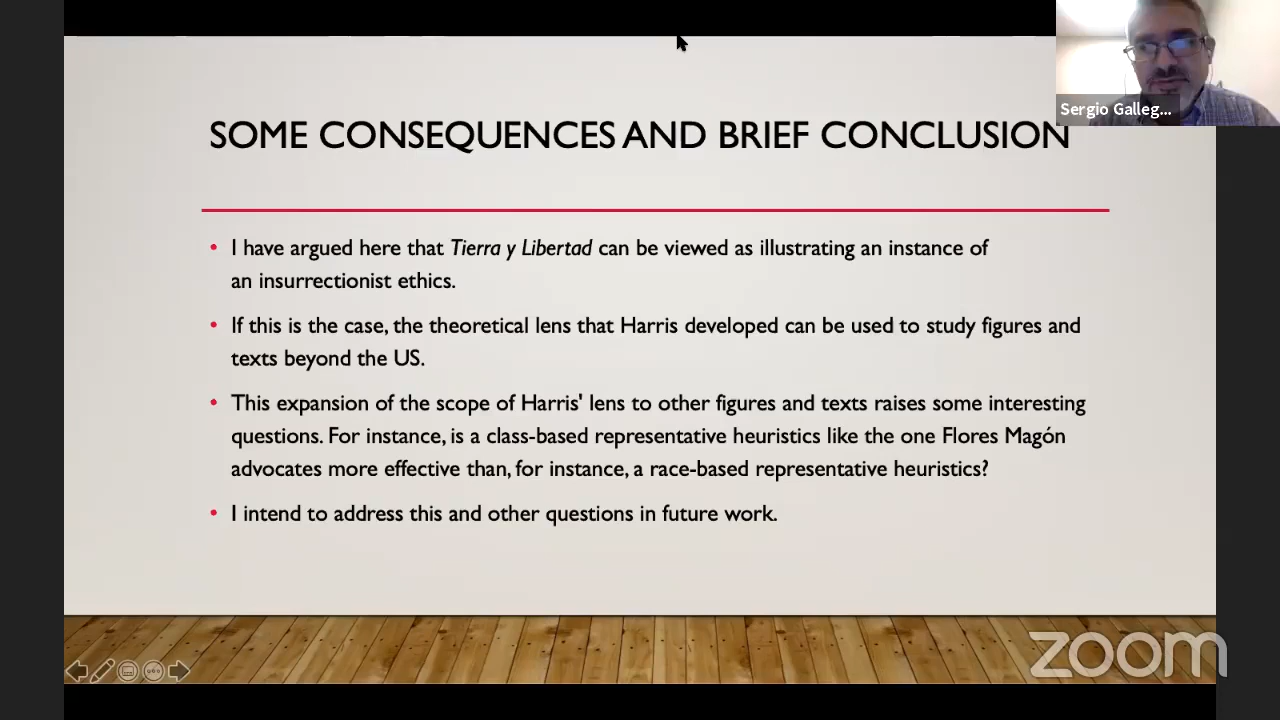 Sergio Galleg...
SOME CONSEQUENCES AND BRIEF CONCLUSION
• I have argued here that Tierra y Libertad can be viewed as illustrating an instance of
an insurrectionist ethics.
• If this is the case, the theoretical lens that Harris developed can be used to study figures and
texts beyond the US.
• This expansion of the scope of Harris' lens to other figures and texts raises some interesting
questions. For instance, is a class-based representative heuristics like the one Flores Magón
advocates more effective than, for instance, a race-based representative heuristics?
• I intend to address this and other questions in future work.
zoom